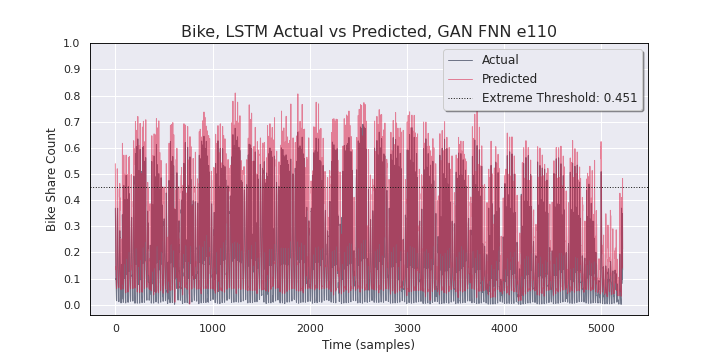 Bike, LSTM Actual vs Predicted, GAN FNN e110
1.0
0.9
0.8
0.7
0.6
0.5
0.4
0.3
0.2
0.1
0.0
Bike Share Count
Actual
Predicted
Extreme Threshold: 0.451
0 1000 2000 3000 4000 5000
Time (samples)